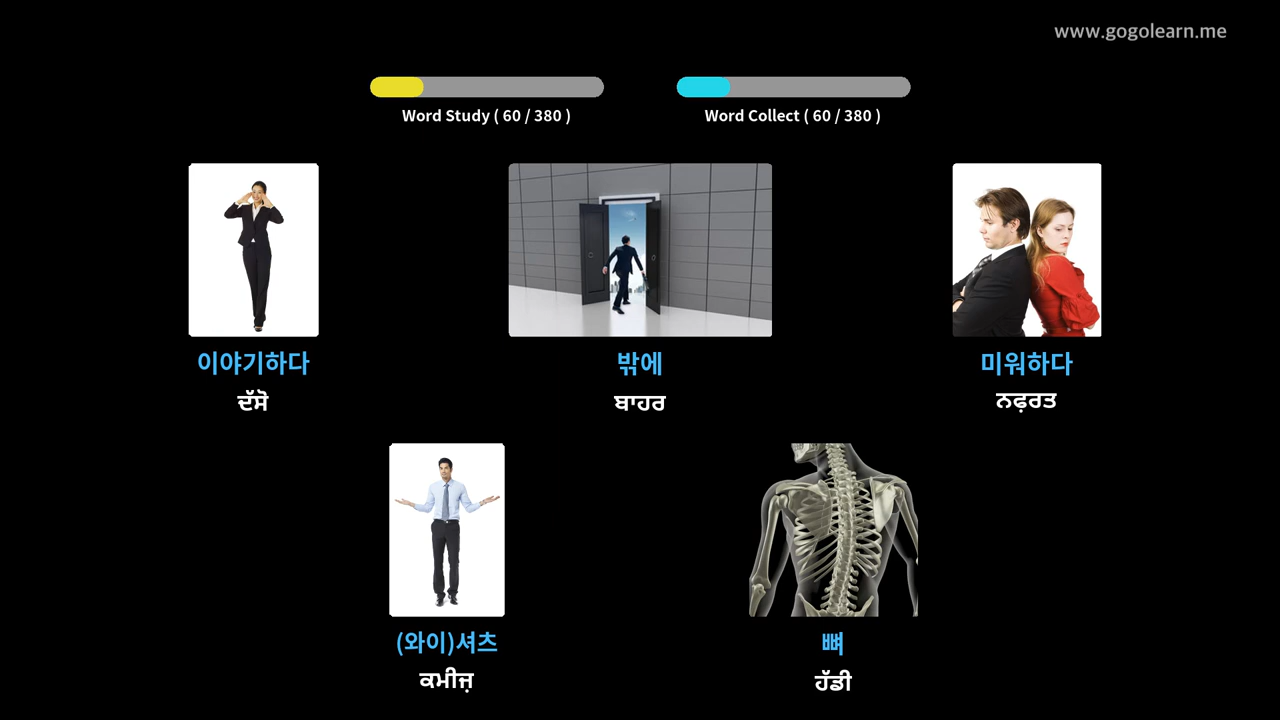 www.gogolearn.me
Word Study ( 60 / 380 )
Word Collect ( 60 / 380 )
이야기하다
ਦੱਸੋ
밖에
ਬਾਹਰ
미워하다
ਨਫ਼ਰਤ
(와이)셔츠
ਕਮੀਜ਼
뼈
ਹੱਡੀ